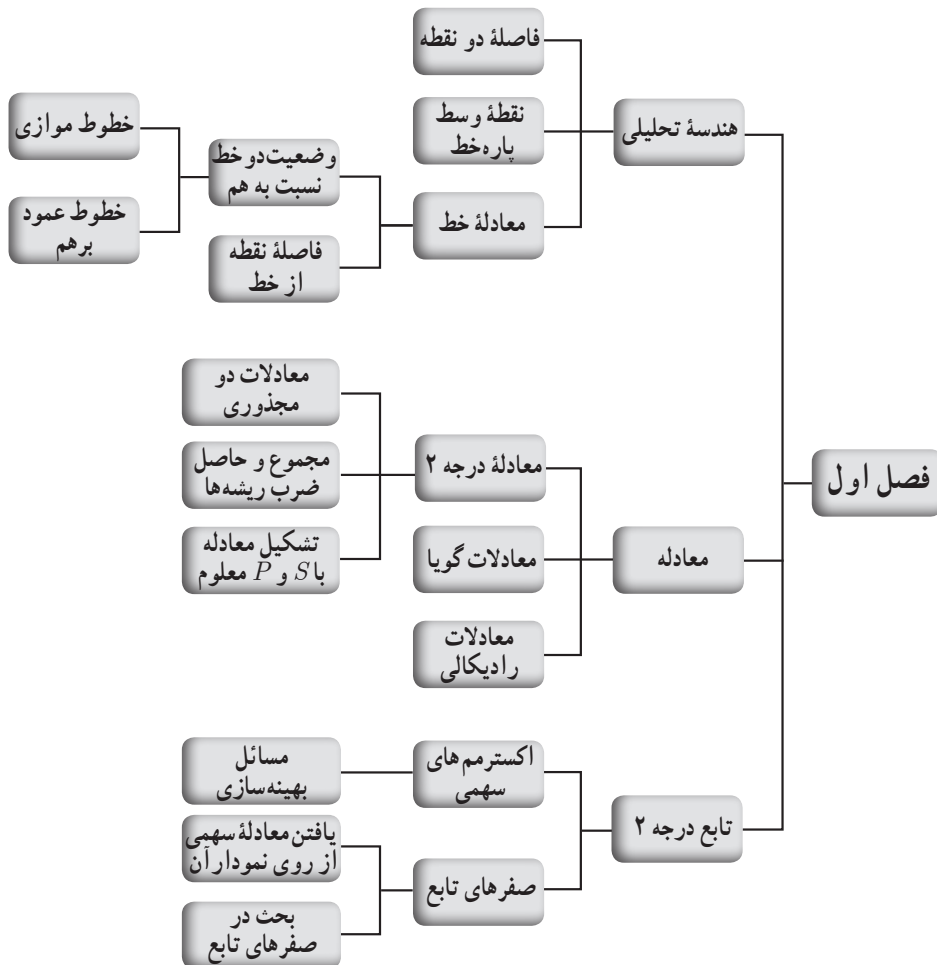 فصل اول
هندسهٔ تحلیلی
فاصلهٔ دو نقطه
نقطهٔ وسط
پاره‌خط
معادلهٔ خط
وضعیت دو خط
نسبت به هم
خطوط موازی
خطوط عمود
برهم
فاصلهٔ نقطه
از خط
معادله
معادلهٔ درجه ۲
معادلات دو
مجذوری
مجموع و حاصل
ضرب ریشه‌ها
تشکیل معادله
با S و P معلوم
معادلات گویا
معادلات
رادیکالی
تابع درجه ۲
اکسترمم‌های
سهمی
مسائل
بهینه‌سازی
صفرهای تابع
یافتن معادلهٔ سهمی
از روی نمودار آن
بحث در
صفرهای تابع